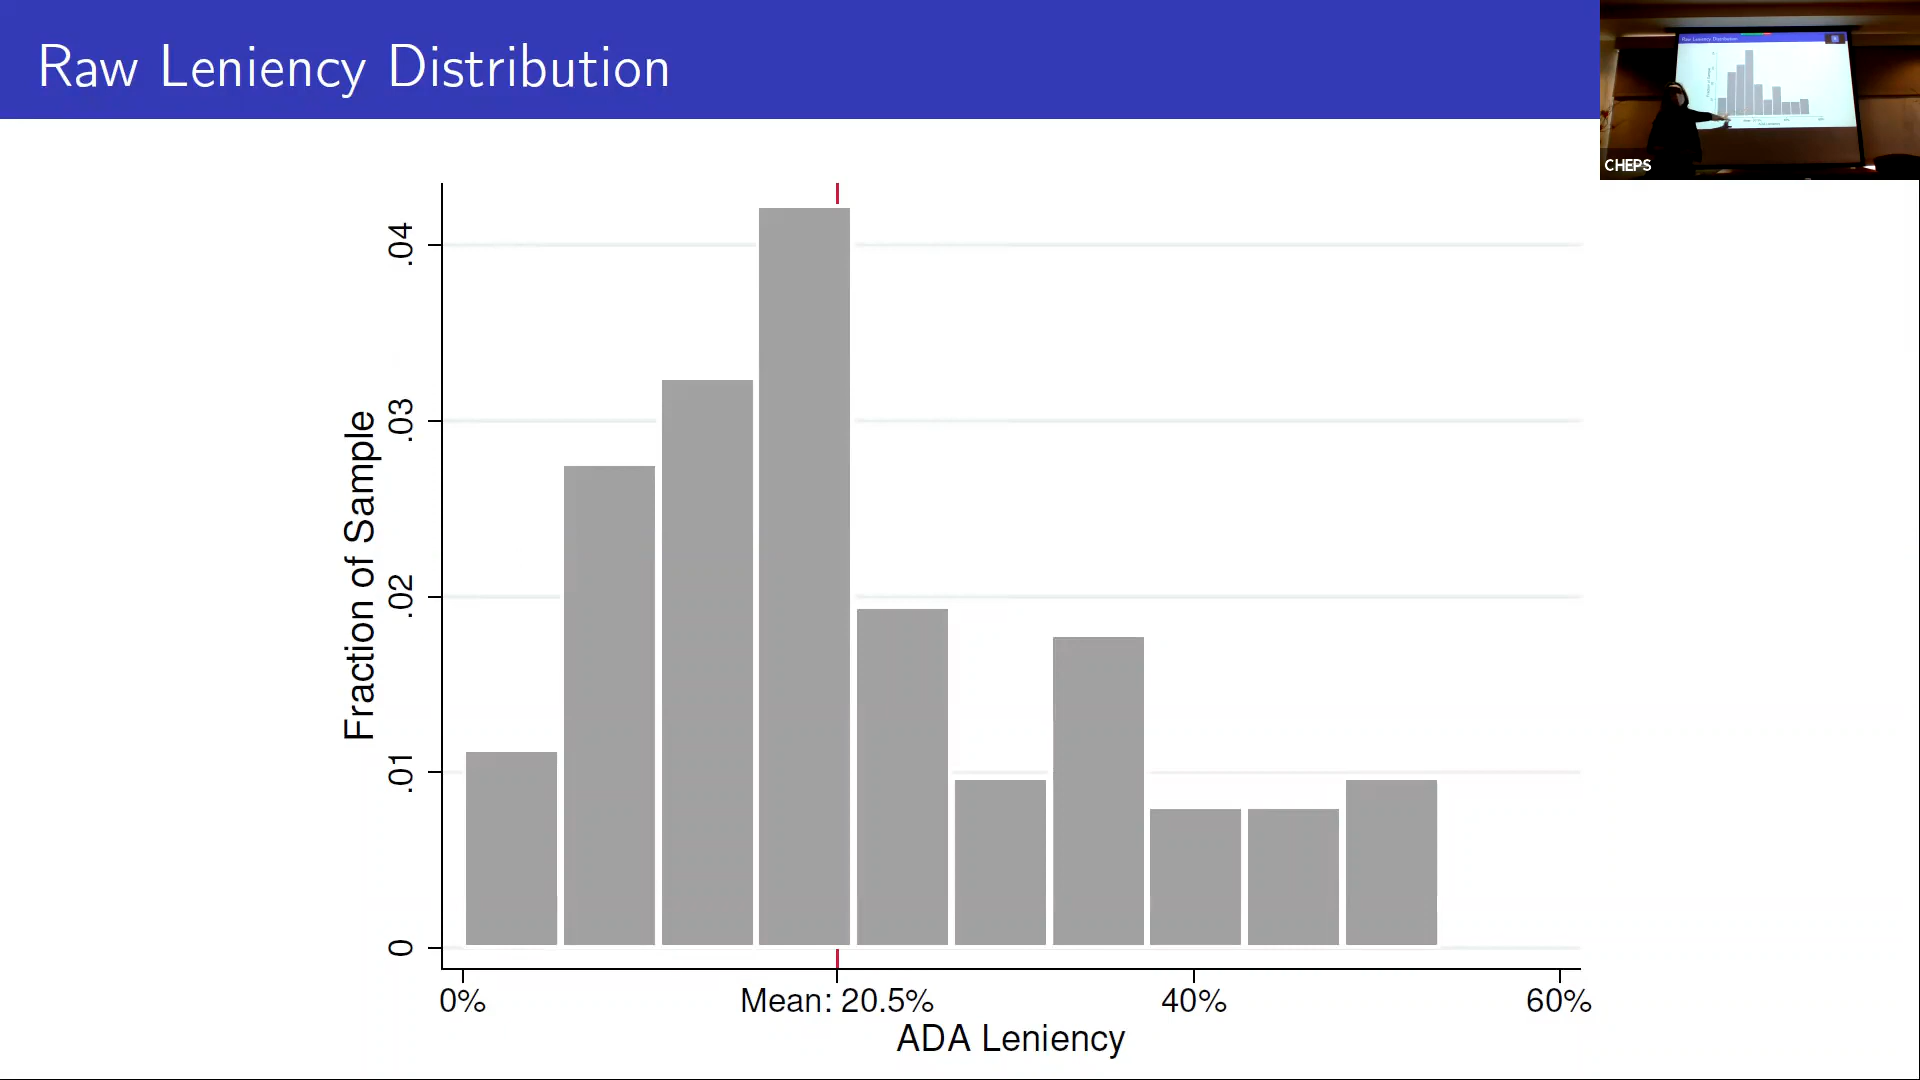 Raw Leniency Distribution
CHEPS
Fraction of Sample
.04
.03
.02
.01
0
0%
Mean: 20.5%
40%
60%
ADA Leniency